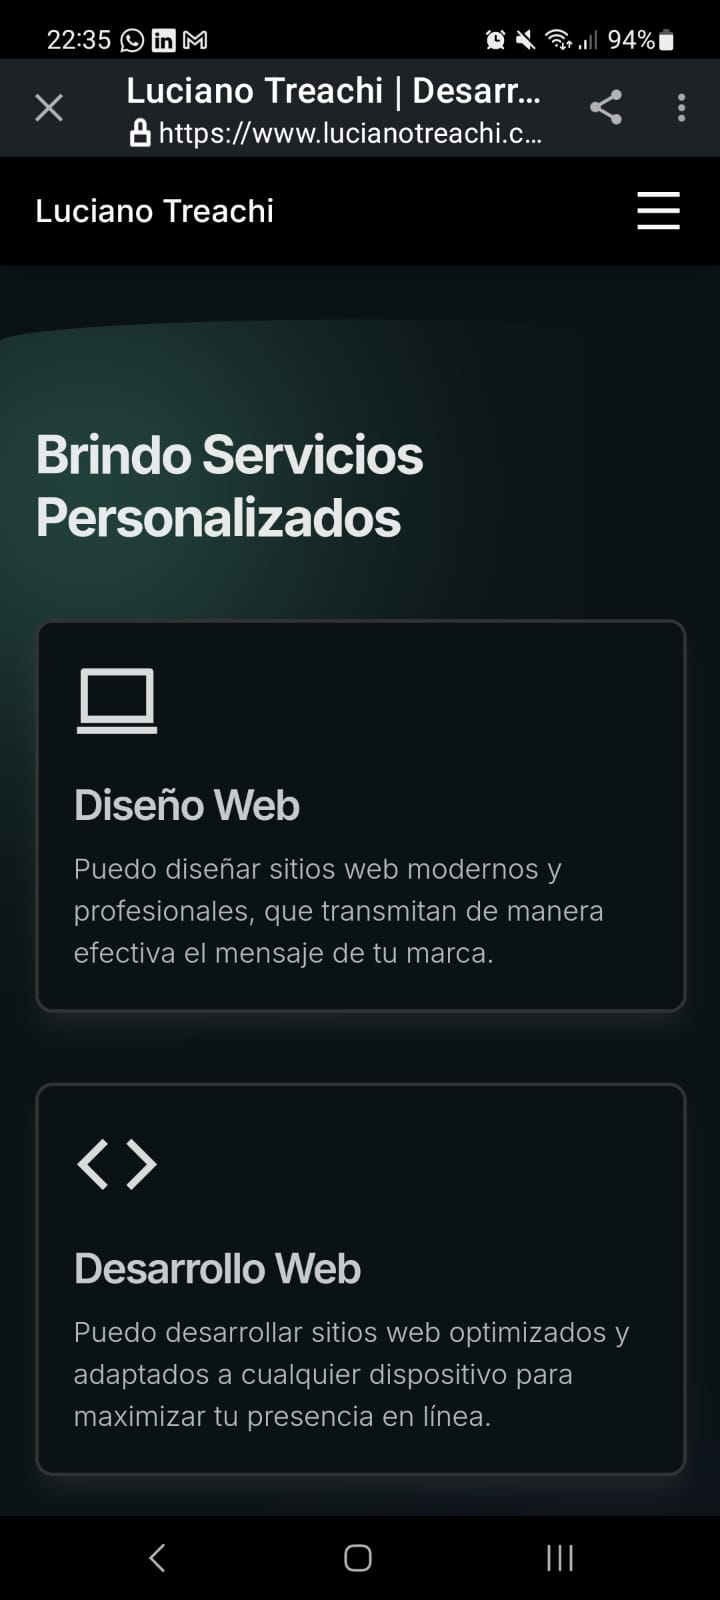 22:35 94%
Luciano Treachi | Desarr...
https://www.lucianotreachi.c...
Luciano Treachi
Brindo Servicios
Personalizados
Diseño Web
Puedo diseñar sitios web modernos y
profesionales, que transmitan de manera
efectiva el mensaje de tu marca.
Desarrollo Web
Puedo desarrollar sitios web optimizados y
adaptados a cualquier dispositivo para
maximizar tu presencia en línea.